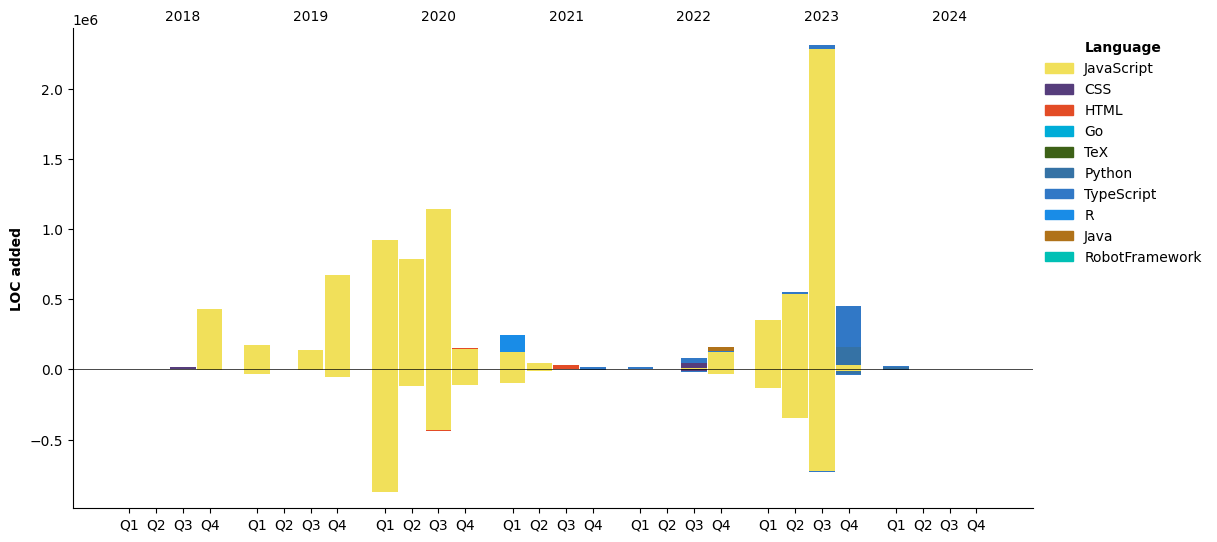 1e6
2018 2019 2020 2021 2022 2023 2024
Language
JavaScript
CSS
HTML
Go
TeX
Python
TypeScript
R
Java
RobotFramework
LOC added
2.0
1.5
1.0
0.5
0.0
−0.5
Q1 Q2 Q3 Q4 Q1 Q2 Q3 Q4 Q1 Q2 Q3 Q4 Q1 Q2 Q3 Q4 Q1 Q2 Q3 Q4 Q1 Q2 Q3 Q4 Q1 Q2 Q3 Q4